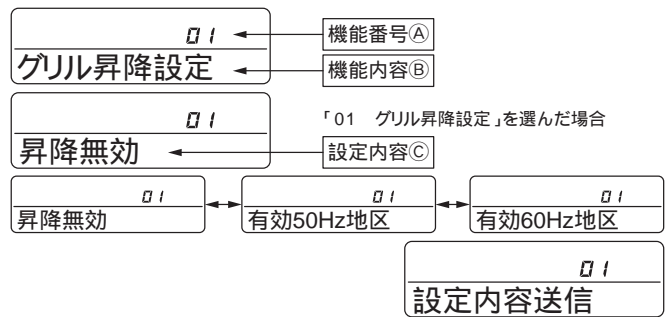 01
機能番号Ⓐ
グリル昇降設定
機能内容Ⓑ
01
「01 グリル昇降設定」を選んだ場合
昇降無効
設定内容Ⓒ
01
昇降無効
01
有効50Hz地区
01
有効60Hz地区
01
設定内容送信